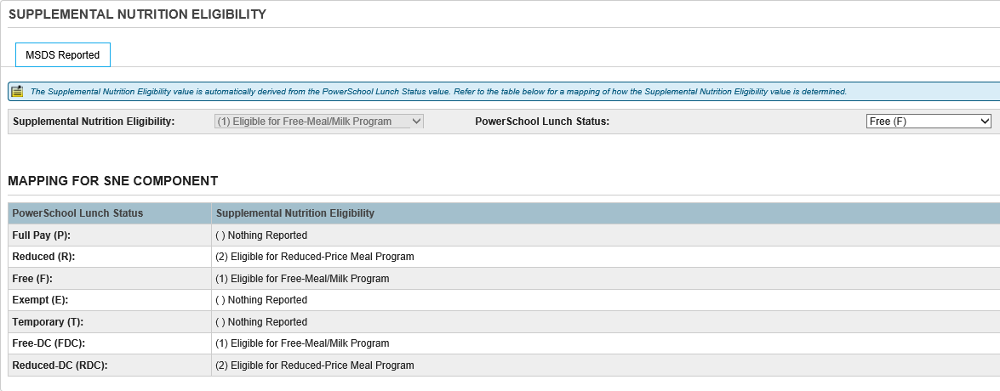 SUPPLEMENTAL NUTRITION ELIGIBILITY
MSDS Reported
The Supplemental Nutrition Eligibility value is automatically derived from the PowerSchool Lunch Status value. Refer to the table below for a mapping of how the Supplemental Nutrition Eligibility value is determined.
Supplemental Nutrition Eligibility: (1) Eligible for Free-Meal/Milk Program PowerSchool Lunch Status: Free (F)
MAPPING FOR SNE COMPONENT
PowerSchool Lunch Status Supplemental Nutrition Eligibility
Full Pay (P): ( ) Nothing Reported
Reduced (R): (2) Eligible for Reduced-Price Meal Program
Free (F): (1) Eligible for Free-Meal/Milk Program
Exempt (E): ( ) Nothing Reported
Temporary (T): ( ) Nothing Reported
Free-DC (FDC): (1) Eligible for Free-Meal/Milk Program
Reduced-DC (RDC): (2) Eligible for Reduced-Price Meal Program